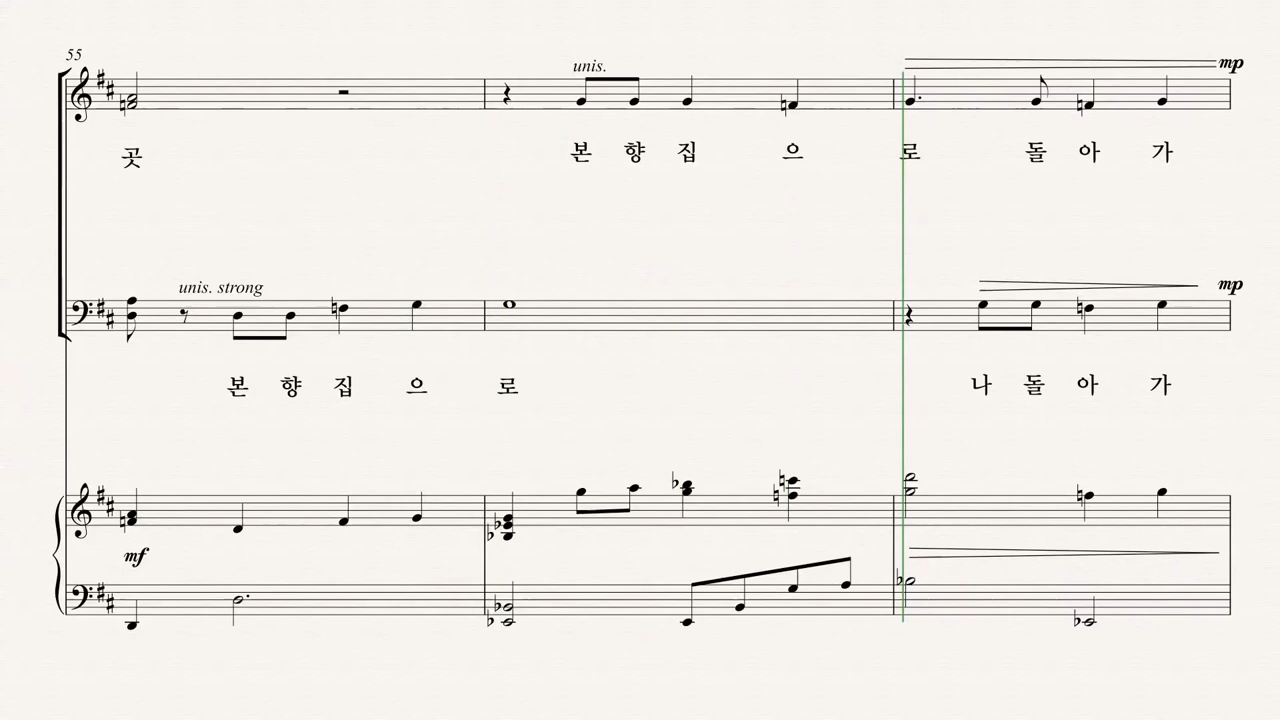 55
unis.
mp
곳 본 향 집 으 로 돌 아 가
unis. strong
mp
본 향 집 으 로 나 돌 아 가
mf